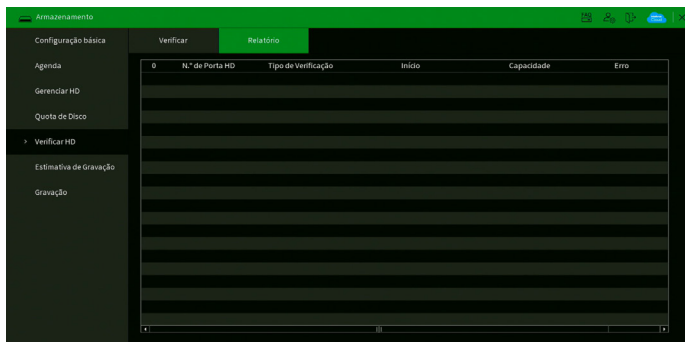 Armazenamento
FAQ
Configuração básica
Verificar
Relatório
Agenda
0 N.° de Porta HD Tipo de Verificação Início Capacidade Erro
Gerenciar HD
Quota de Disco
Verificar HD
Estimativa de Gravação
Gravação